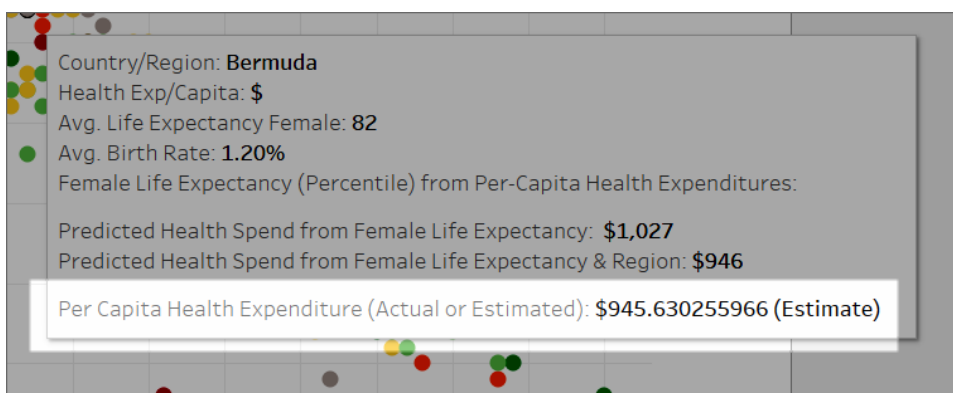 Country/Region: Bermuda
Health Exp/Capita: $
Avg. Life Expectancy Female: 82
Avg. Birth Rate: 1.20%
Female Life Expectancy (Percentile) from Per-Capita Health Expenditures:
Predicted Health Spend from Female Life Expectancy: $1,027
Predicted Health Spend from Female Life Expectancy & Region: $946
Per Capita Health Expenditure (Actual or Estimated): $945.630255966 (Estimate)